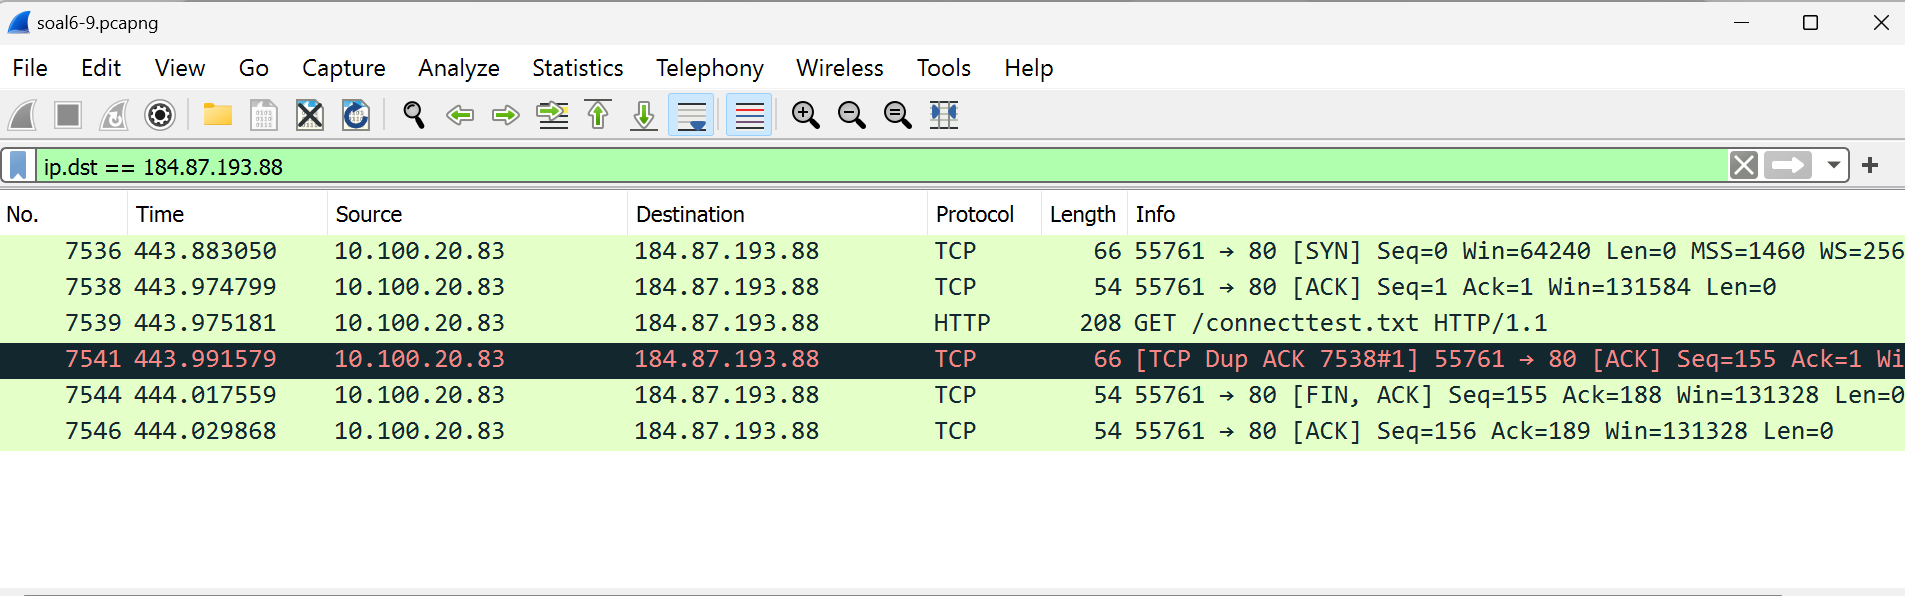 soal6-9.pcapng
File Edit View Go Capture Analyze Statistics Telephony Wireless Tools Help
ip.dst == 184.87.193.88
No. Time Source Destination Protocol Length Info
7536 443.883050 10.100.20.83 184.87.193.88 TCP 66 55761 → 80 [SYN] Seq=0 Win=64240 Len=0 MSS=1460 WS=256
7538 443.974799 10.100.20.83 184.87.193.88 TCP 54 55761 → 80 [ACK] Seq=1 Ack=1 Win=131584 Len=0
7539 443.975181 10.100.20.83 184.87.193.88 HTTP 208 GET /connecttest.txt HTTP/1.1
7541 443.991579 10.100.20.83 184.87.193.88 TCP 66 [TCP Dup ACK 7538#1] 55761 → 80 [ACK] Seq=155 Ack=1 Wi
7544 444.017559 10.100.20.83 184.87.193.88 TCP 54 55761 → 80 [FIN, ACK] Seq=155 Ack=188 Win=131328 Len=0
7546 444.029868 10.100.20.83 184.87.193.88 TCP 54 55761 → 80 [ACK] Seq=156 Ack=189 Win=131328 Len=0